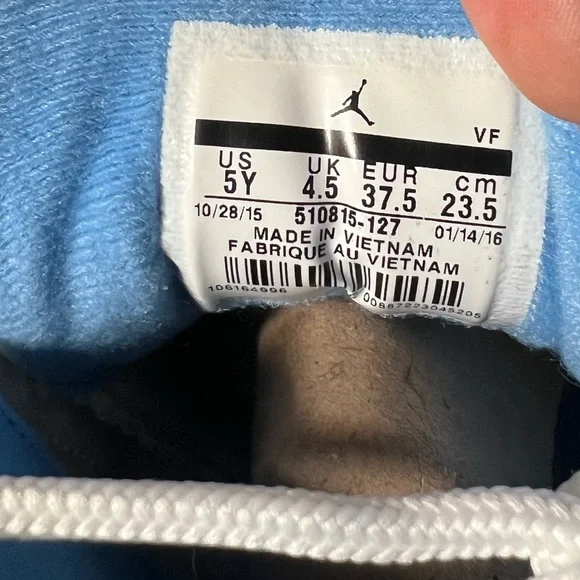 VF
US UK EUR cm
5Y 4.5 37.5 23.5
10/28/15 510815-127 01/14/16
MADE IN VIETNAM
FABRIQUE AU VIETNAM
106164996 00887223045205